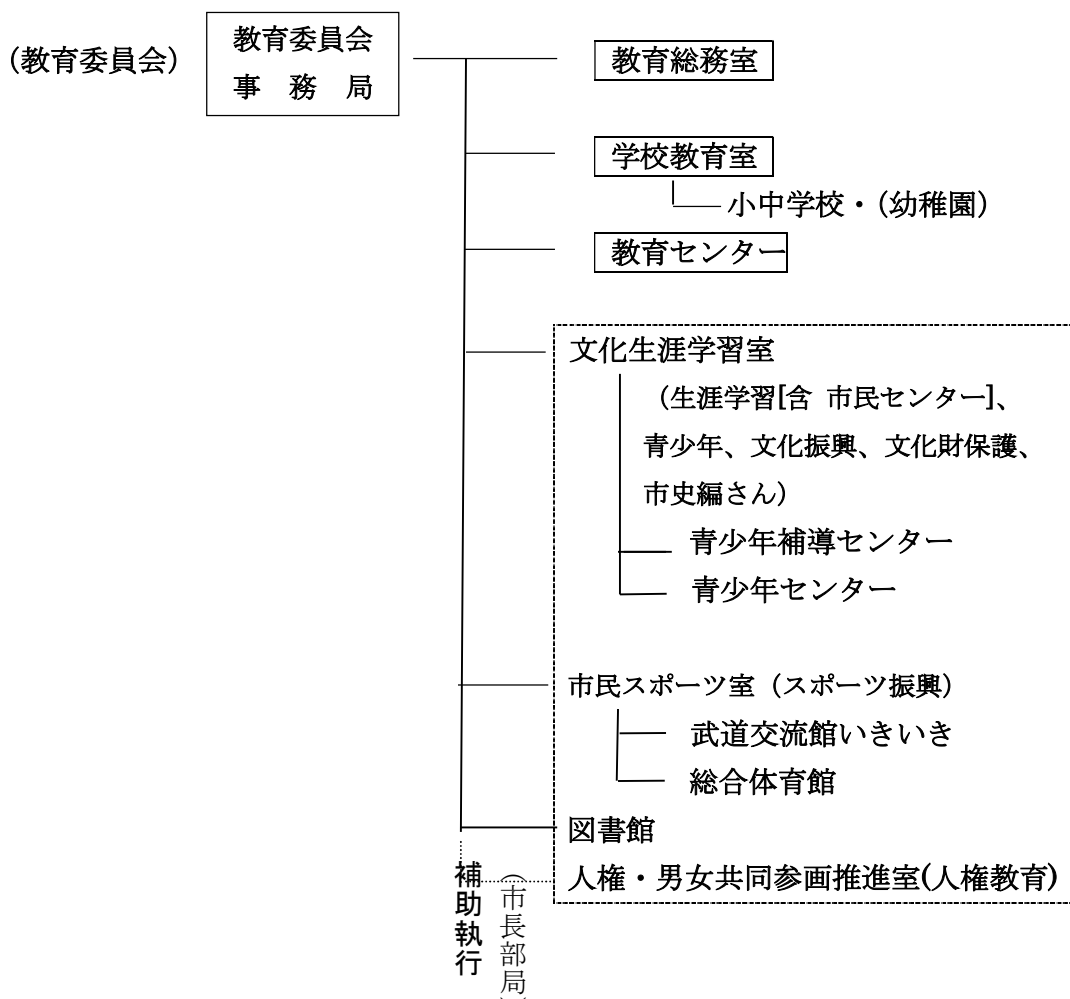 (教育委員会)
教育委員会
事 務 局
教育総務室
学校教育室
小中学校・(幼稚園)
教育センター
文化生涯学習室
(生涯学習[含 市民センター]、
青少年、文化振興、文化財保護、
市史編さん)
青少年補導センター
青少年センター
市民スポーツ室(スポーツ振興)
武道交流館いきいき
総合体育館
図書館
人権・男女共同参画推進室(人権教育)
補助執行
(市長部局)